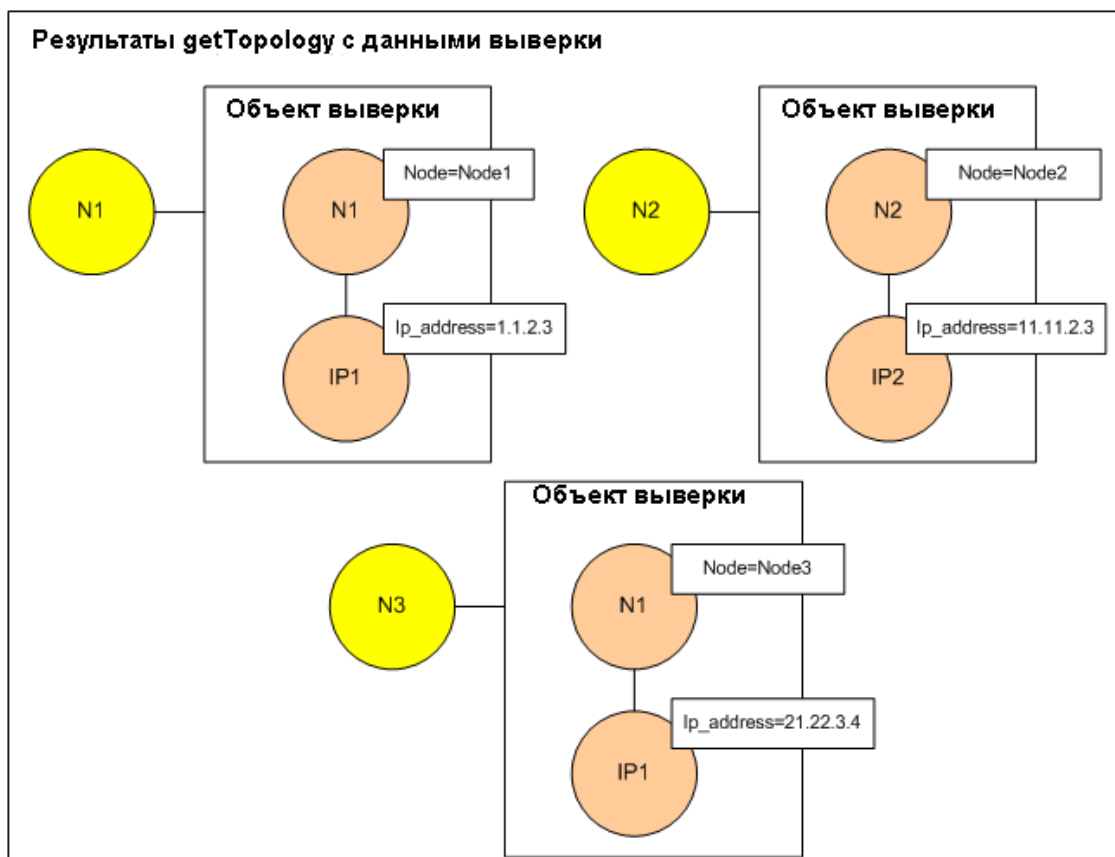 Результаты getTopology с данными выверки
Объект выверки
Node=Node1
N1
N1
Ip_address=1.1.2.3
IP1
Объект выверки
Node=Node2
N2
N2
Ip_address=11.11.2.3
IP2
Объект выверки
Node=Node3
N3
N1
Ip_address=21.22.3.4
IP1